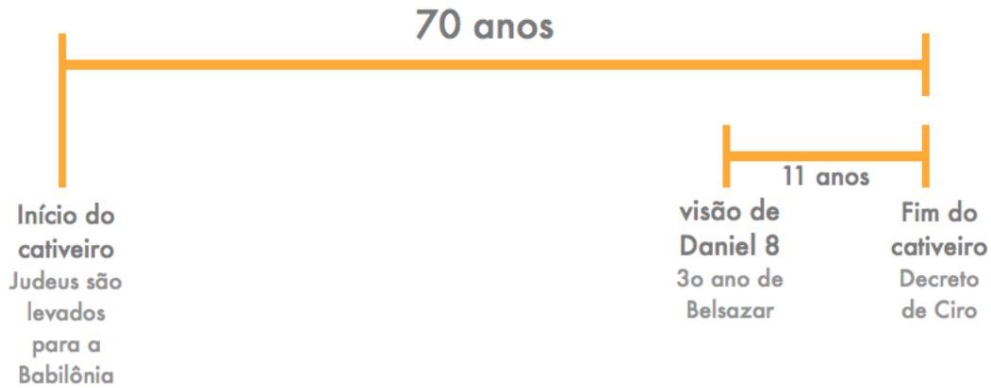 70 anos
11 anos
Início do
cativeiro
Judeus são
levados
para a
Babilônia
visão de
Daniel 8
3o ano de
Belsazar
Fim do
cativeiro
Decreto
de Ciro